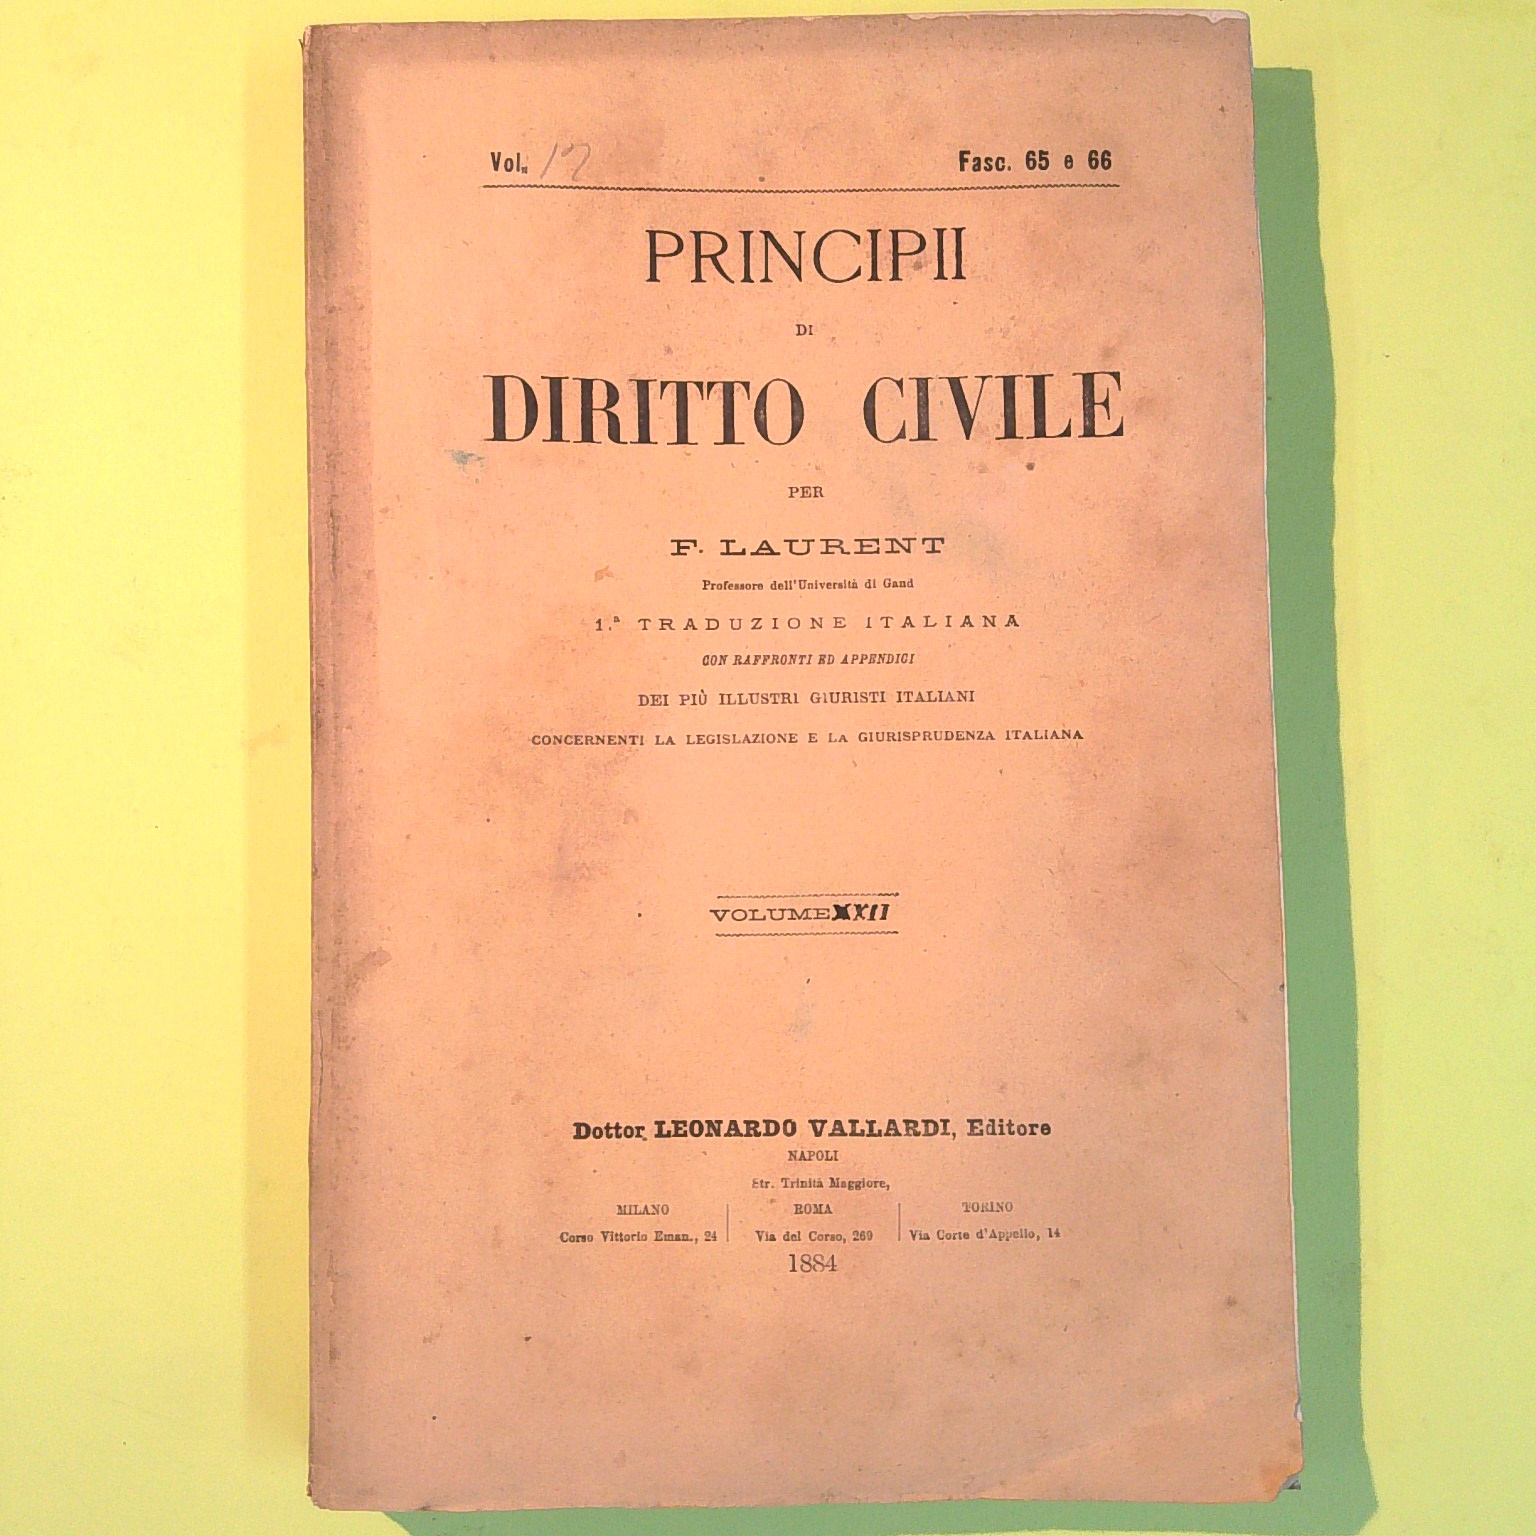 Vol. 12 Fasc. 65 e 66
PRINCIPII
DI
DIRITTO CIVILE
PER
F. LAURENT
Professore dell'Università di Gand
1.ª TRADUZIONE ITALIANA
CON RAFFRONTI ED APPENDICI
DEI PIÙ ILLUSTRI GIURISTI ITALIANI
CONCERNENTI LA LEGISLAZIONE E LA GIURISPRUDENZA ITALIANA
VOLUME
Dottor LEONARDO VALLARDI, Editore
NAPOLI
Str. Trinità Maggiore,
MILANO ROMA TORINO
Corso Vittorio Eman., 24 Via del Corso, 269 Via Corte d'Appello, 14
1884